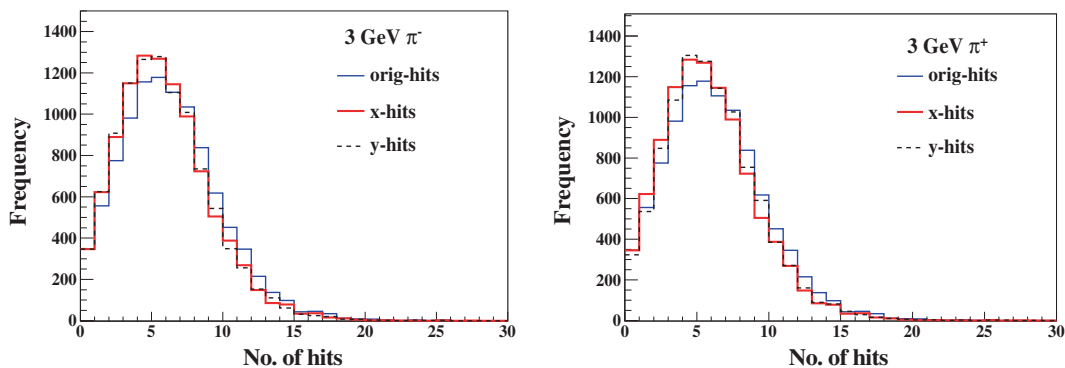 1400
1200
1000
800
600
400
200
0
Frequency
3 GeV π-
orig-hits
x-hits
y-hits
0 5 10 15 20 25 30
No. of hits
1400
1200
1000
800
600
400
200
0
Frequency
3 GeV π+
orig-hits
x-hits
y-hits
0 5 10 15 20 25 30
No. of hits